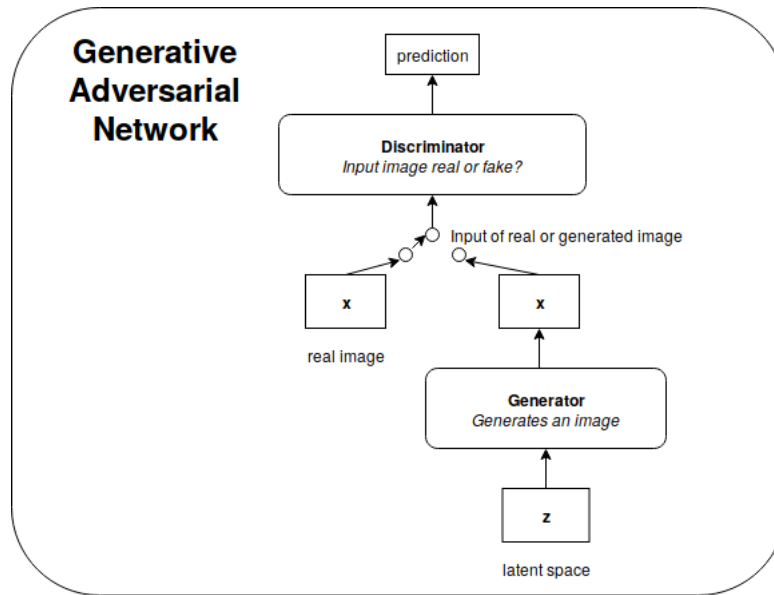 Generative
Adversarial
Network
prediction
Discriminator
Input image real or fake?
Input of real or generated image
x
x
real image
Generator
Generates an image
z
latent space